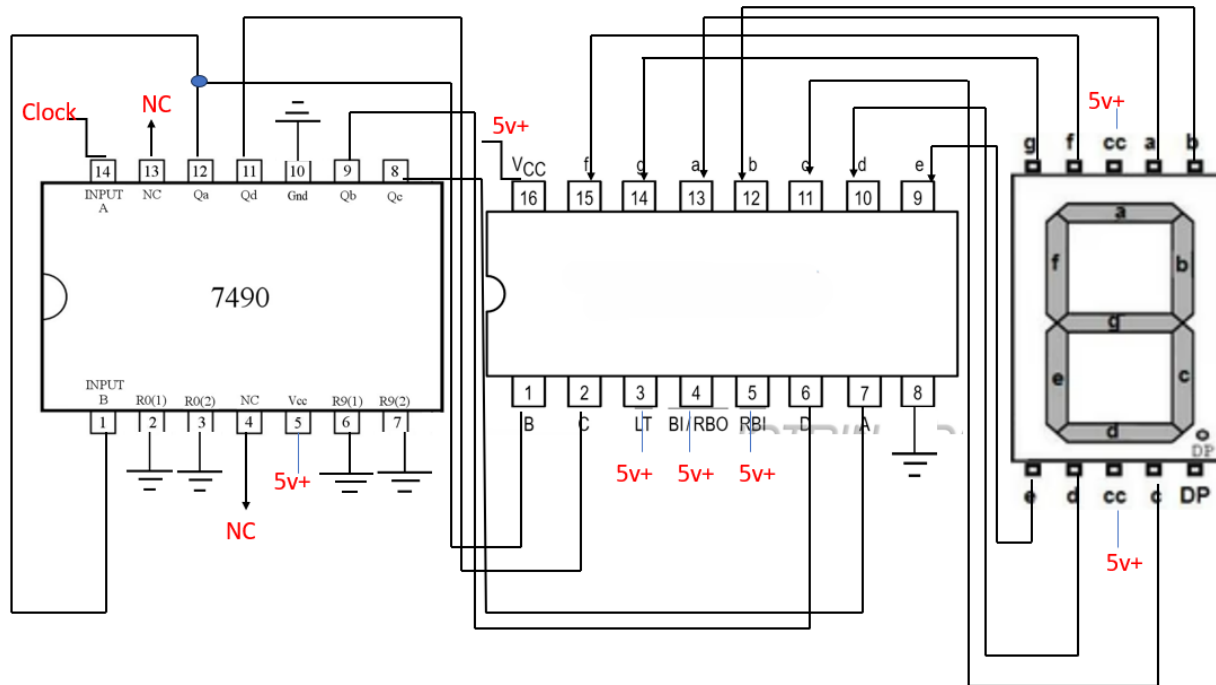 g f cc a b
5v+
Clock
NC
5v+
VCC f g a b c d e
14 13 12 11 10 9 8
INPUT A NC Qa Qd Gnd Qb Qc
16 15 14 13 12 11 10 9
a
f b
7490
g
e c
d
DP
INPUT B R0(1) R0(2) NC Vcc R9(1) R9(2)
1 2 3 4 5 6 7
1 2 3 4 5 6 7 8
B C LT BI/RBO RBI D A
5v+
5v+ 5v+ 5v+
NC
e d cc c DP
5v+